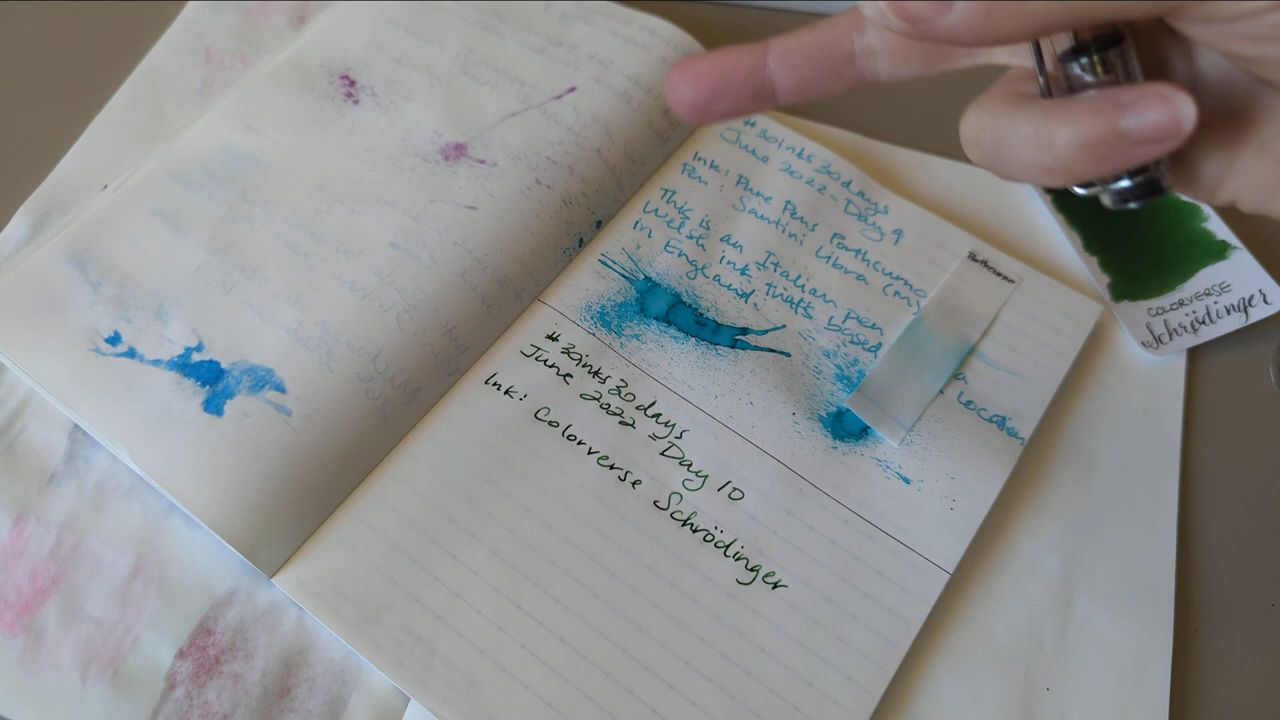 #30inks30days
June 2022 - Day 9
Ink: Pure Pens Porthcurno
Pen: Santini Libra (my
This is an Italian pen
Welsh ink that's based
in England.
a
location
Porthcurno
#30inks30days
June 2022 - Day 10
Ink: Colorverse Schrödinger
COLORVERSE
Schrödinger